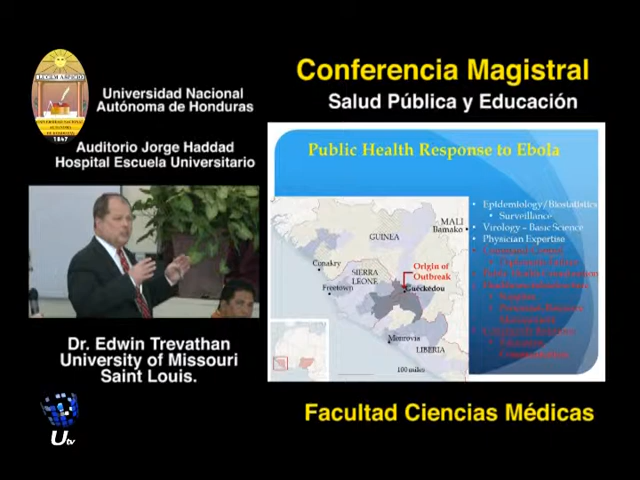 Conferencia Magistral
Salud Pública y Educación
Universidad Nacional
Autónoma de Honduras
1847
Auditorio Jorge Haddad
Hospital Escuela Universitario
Dr. Edwin Trevathan
University of Missouri
Saint Louis.
Utv
Public Health Response to Ebola
MALI
Bamako
GUINEA
Conakry
SIERRA
LEONE
Freetown
Origin of
Outbreak
Guéckédou
Monrovia
LIBERIA
100 miles
• Epidemiology/Biostatistics
• Surveillance
• Virology – Basic Science
• Physician Expertise
Facultad Ciencias Médicas